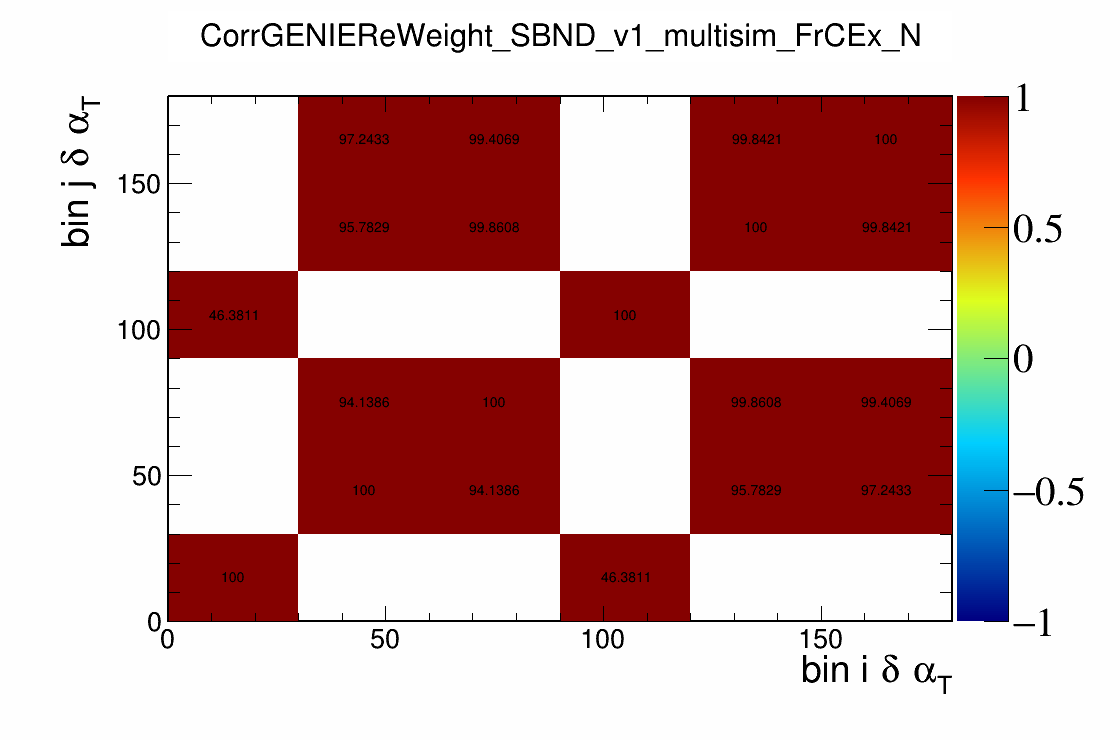 CorrGENIEReWeight_SBND_v1_multisim_FrCEx_N
bin j δ α_T
150
100
50
0
97.2433 99.4069 99.8421 100
95.7829 99.8608 100 99.8421
46.3811 100
94.1386 100 99.8608 99.4069
100 94.1386 95.7829 97.2433
100 46.3811
0 50 100 150
bin i δ α_T
1
0.5
0
−0.5
−1